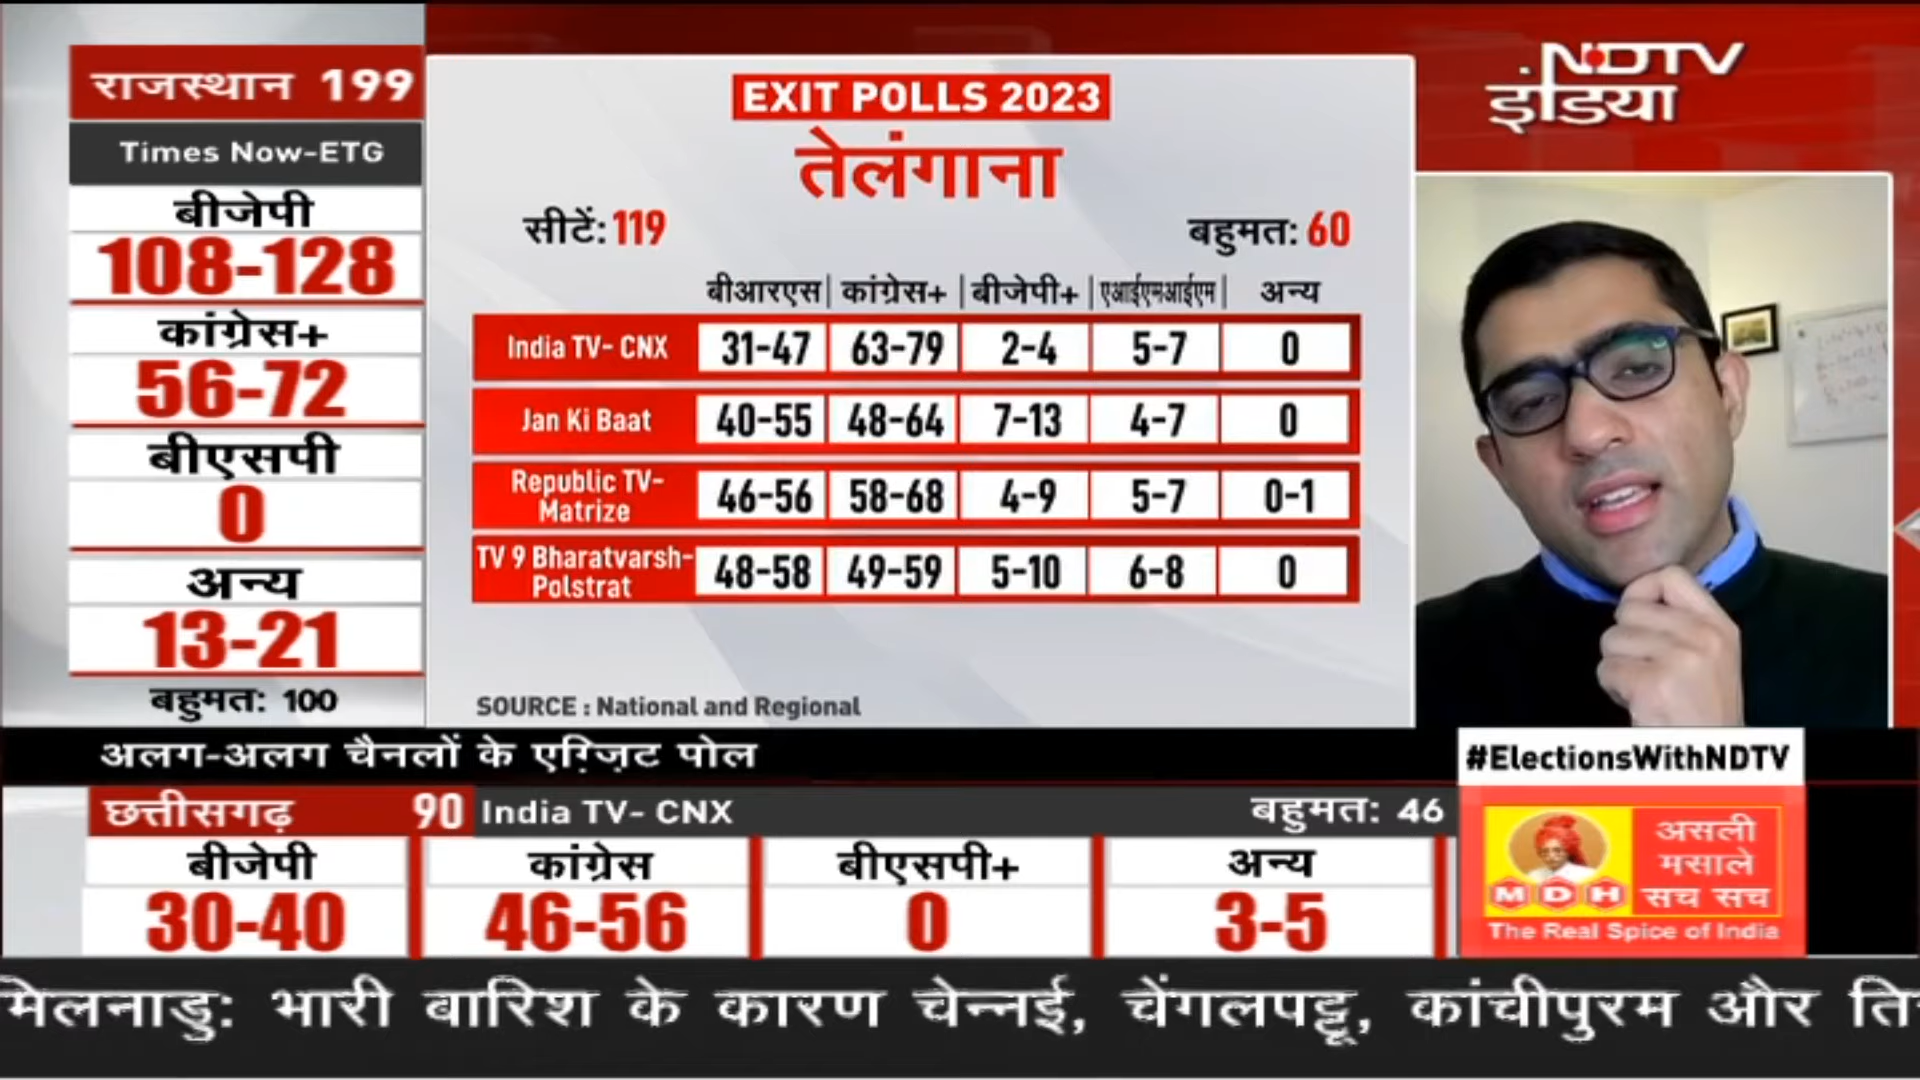 राजस्थान 199
Times Now-ETG
बीजेपी
108-128
कांग्रेस+
56-72
बीएसपी
0
अन्य
13-21
बहुमत: 100
EXIT POLLS 2023
तेलंगाना
सीटें: 119 बहुमत: 60
बीआरएस कांग्रेस+ बीजेपी+ एआईएमआईएम अन्य
India TV- CNX 31-47 63-79 2-4 5-7 0
Jan Ki Baat 40-55 48-64 7-13 4-7 0
Republic TV-
Matrize 46-56 58-68 4-9 5-7 0-1
TV 9 Bharatvarsh-
Polstrat 48-58 49-59 5-10 6-8 0
SOURCE : National and Regional
NDTV
इंडिया
अलग-अलग चैनलों के एग्ज़िट पोल
#ElectionsWithNDTV
छत्तीसगढ़ 90 India TV- CNX बहुमत: 46
बीजेपी कांग्रेस बीएसपी+ अन्य
30-40 46-56 0 3-5
असली
मसाले
सच सच
MDH
The Real Spice of India
मिलनाडु: भारी बारिश के कारण चेन्नई, चेंगलपट्टू, कांचीपुरम और